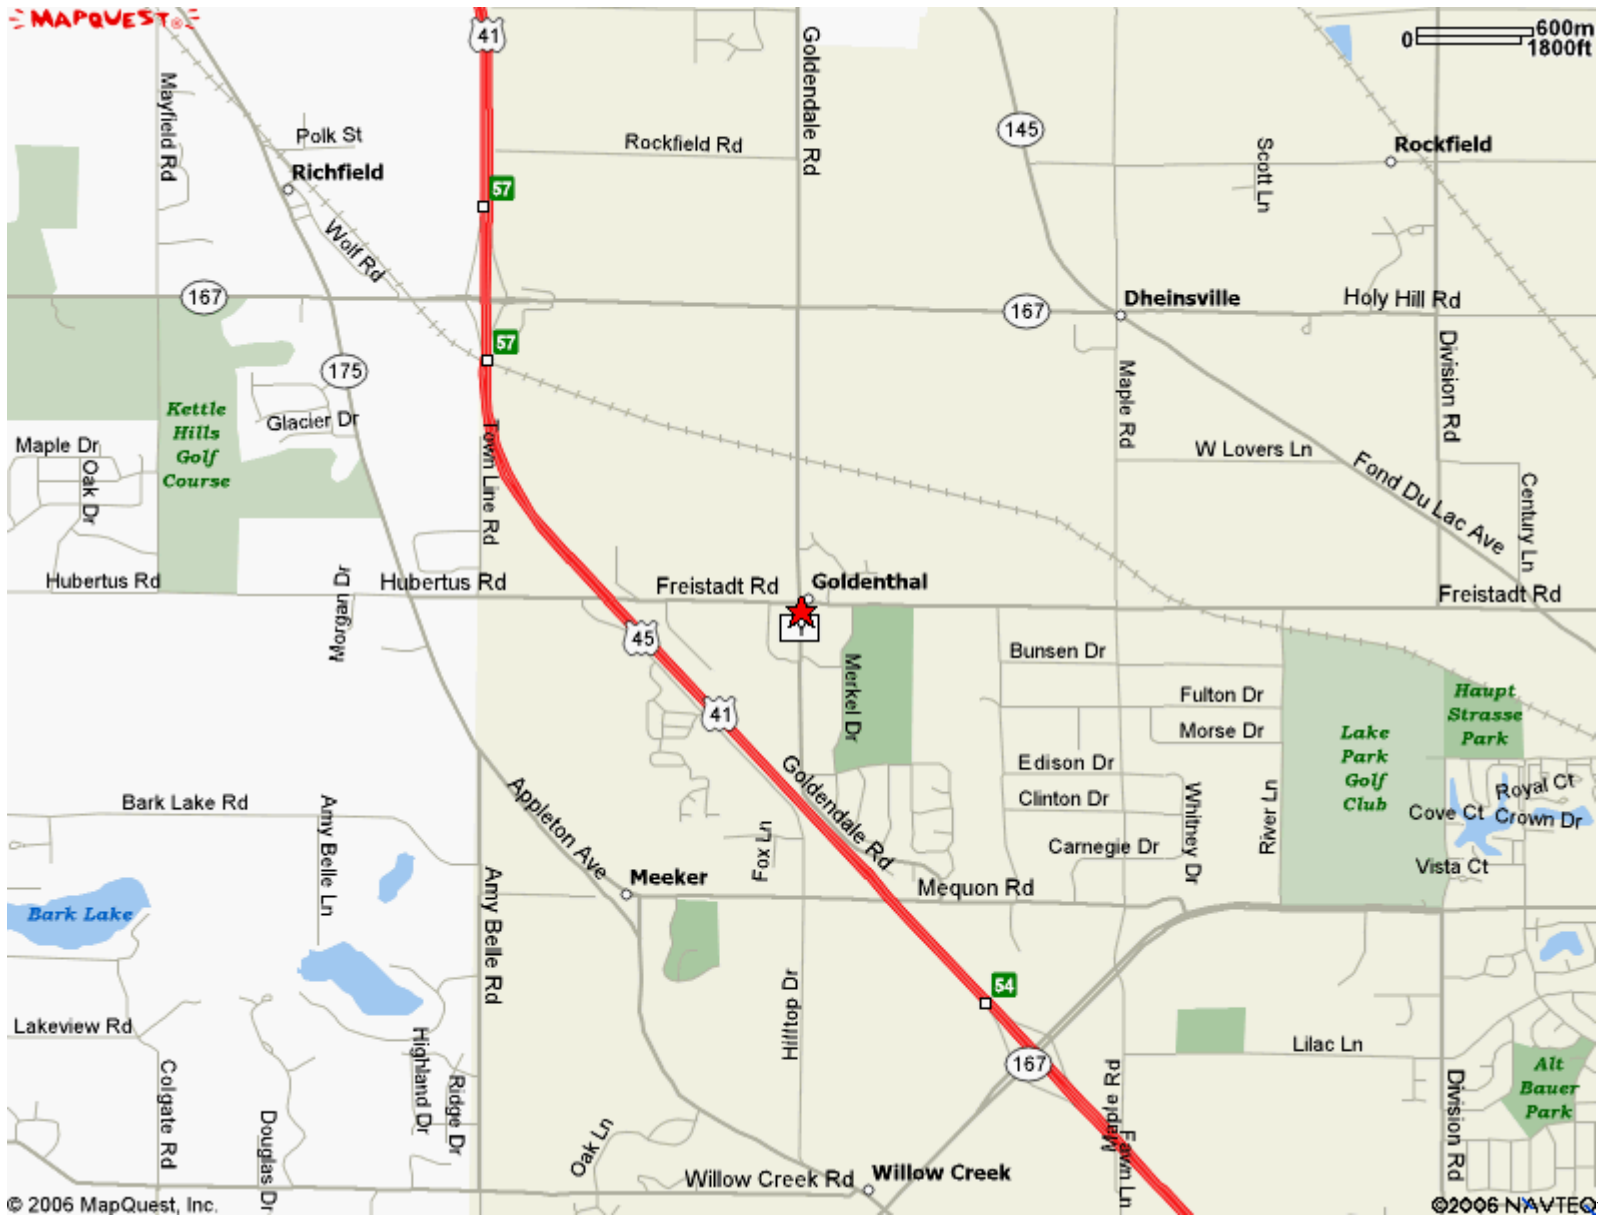 MAPQUEST®
41
0
600m
1800ft
Goldendale Rd
Mayfield Rd
Polk St
Richfield
Rockfield Rd
145
Scott Ln
Rockfield
57
Wolf Rd
167
Dheinsville
167
Holy Hill Rd
57
175
Division Rd
Maple Rd
Kettle
Hills
Golf
Course
Glacier Dr
Maple Dr
Oak Dr
Town Line Rd
W Lovers Ln
Fond Du Lac Ave
Century Ln
Hubertus Rd
Morgan Dr
Hubertus Rd
Freistadt Rd
Goldenthal
Freistadt Rd
45
Bunsen Dr
Merkel Dr
Fulton Dr
Haupt
Strasse
Park
41
Morse Dr
Lake
Park
Golf
Club
Edison Dr
Goldendale Rd
Appleton Ave
Bark Lake Rd
Amy Belle Ln
Clinton Dr
Whitney Dr
River Ln
Royal Ct
Cove Ct
Crown Dr
Fox Ln
Carnegie Dr
Vista Ct
Meeker
Mequon Rd
Amy Belle Rd
Bark Lake
54
Hilltop Dr
Lakeview Rd
Highland Dr
Ridge Dr
Colgate Rd
Douglas Dr
167
Lilac Ln
Maple Rd
Fawn Ln
Division Rd
Alt
Bauer
Park
Oak Ln
Willow Creek Rd
Willow Creek
© 2006 MapQuest, Inc.
©2006 NAVTEQ